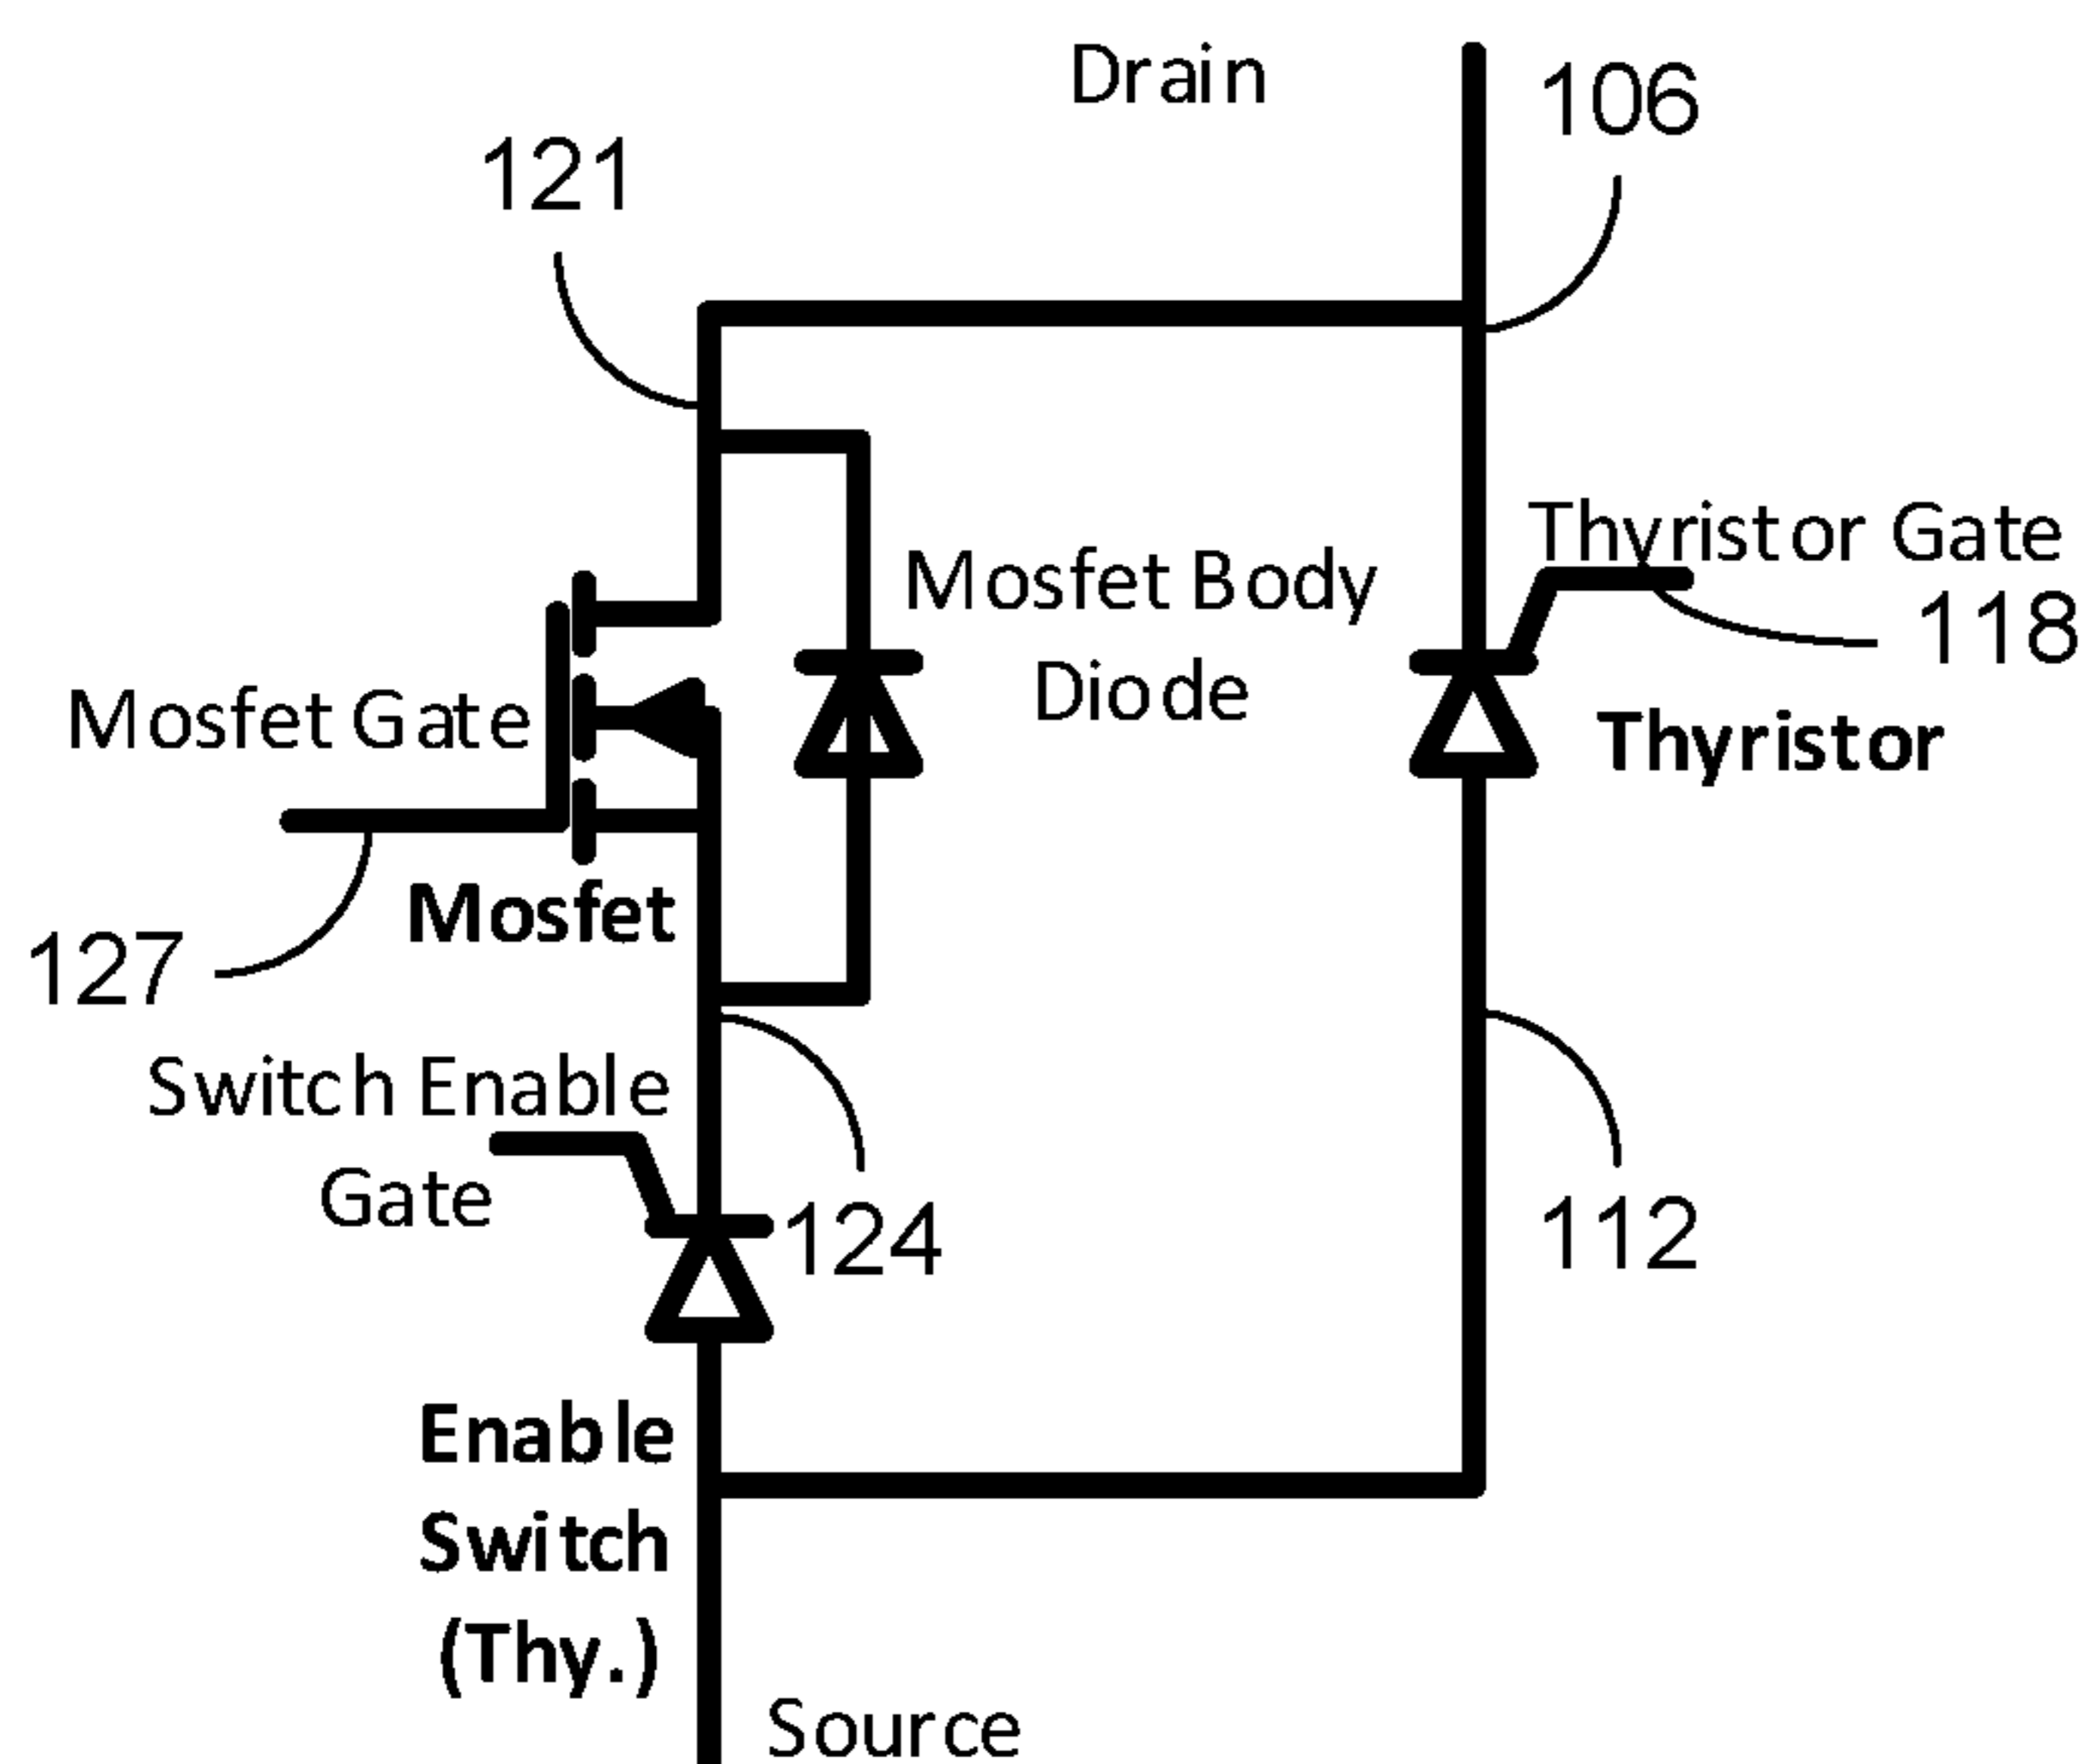 Drain
106
121
Thyristor Gate
118
Mosfet Body
Diode
Mosfet Gate
Thyristor
Mosfet
127
Switch Enable
Gate
124
112
Enable
Switch
(Thy.)
Source